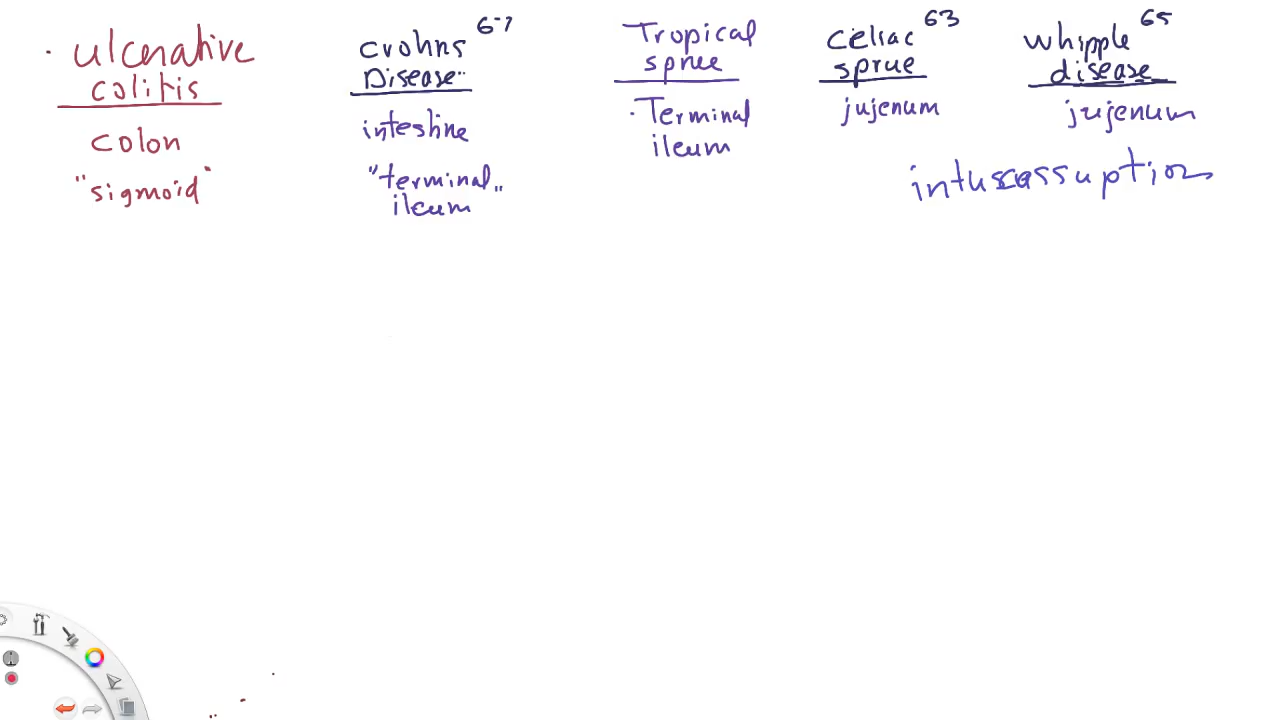 · ulcerative
colitis
colon
"sigmoid"
crohns 6-7
Disease
intestine
"terminal
ileum"
Tropical
sprue
· Terminal
ileum
celiac 63
sprue
jujenum
whipple 65
disease
jujenum
intuscassuption